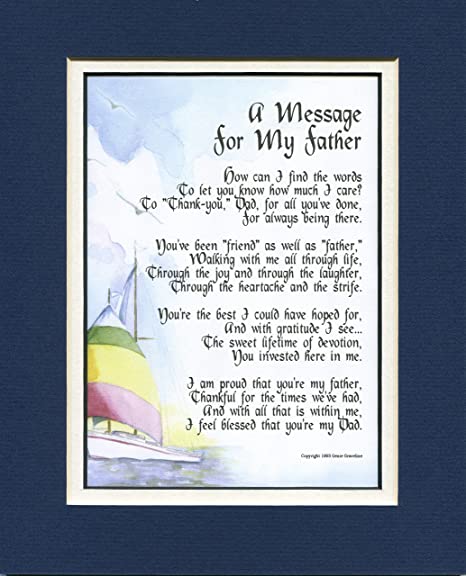 A Message
for My Father
How can I find the words
To let you know how much I care?
To "Thank-you," Dad, for all you've done,
For always being there.
You've been "friend" as well as "father,"
Walking with me all through life,
Through the joy and through the laughter,
Through the heartache and the strife.
You're the best I could have hoped for,
And with gratitude I see...
The sweet lifetime of devotion,
You invested here in me.
I am proud that you're my father,
Thankful for the times we've had,
And with all that is within me,
I feel blessed that you're my Dad.
Copyright 1993 Genie Graveline